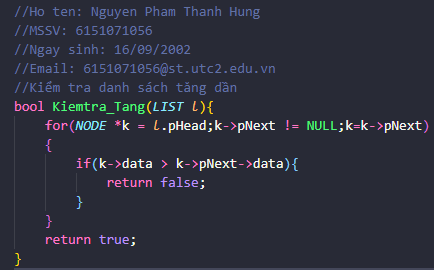 //Ho ten: Nguyen Pham Thanh Hung
//MSSV: 6151071056
//Ngay sinh: 16/09/2002
//Email: 6151071056@st.utc2.edu.vn
//Kiểm tra danh sách tăng dần
bool Kiemtra_Tang(LIST l){
    for(NODE *k = l.pHead;k->pNext != NULL;k=k->pNext)
    {
        if(k->data > k->pNext->data){
            return false;
        }
    }
    return true;
}